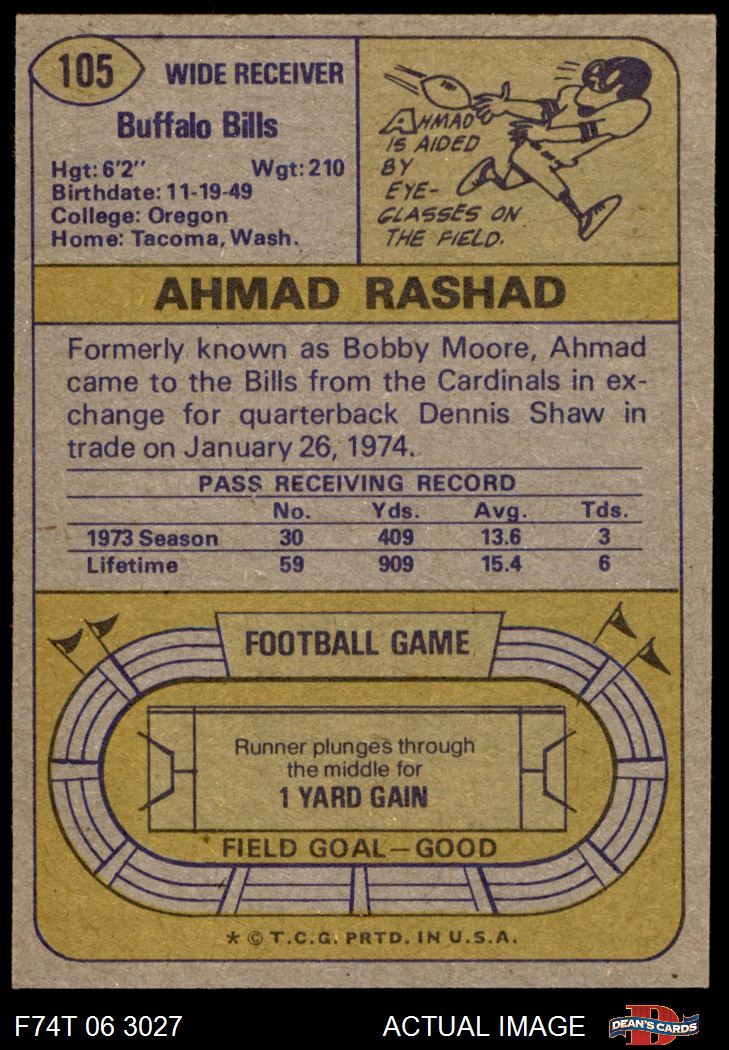 105
WIDE RECEIVER
Buffalo Bills
Hgt: 6'2" Wgt: 210
Birthdate: 11-19-49
College: Oregon
Home: Tacoma, Wash.
AHMAD
IS AIDED
BY
EYE-
GLASSES ON
THE FIELD.
AHMAD RASHAD
Formerly known as Bobby Moore, Ahmad
came to the Bills from the Cardinals in ex-
change for quarterback Dennis Shaw in
trade on January 26, 1974.
PASS RECEIVING RECORD
No. Yds. Avg. Tds.
1973 Season 30 409 13.6 3
Lifetime 59 909 15.4 6
FOOTBALL GAME
Runner plunges through
the middle for
1 YARD GAIN
FIELD GOAL—GOOD
* © T.C.G. PRTD. IN U.S.A.
F74T 06 3027 ACTUAL IMAGE
D
DEAN'S CARDS